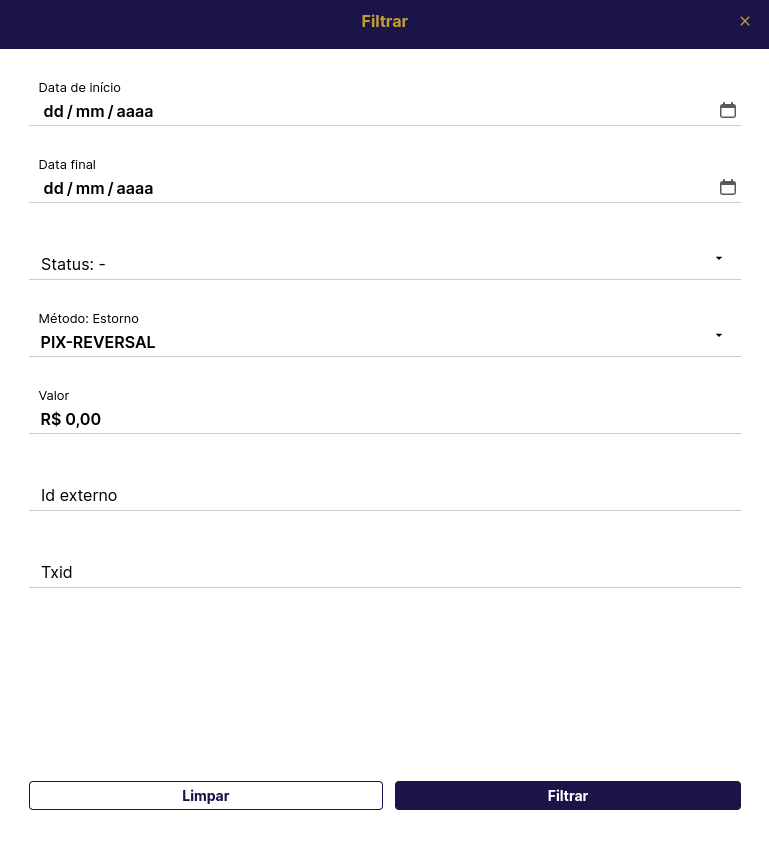 Filtrar ×
Data de início
dd / mm / aaaa
Data final
dd / mm / aaaa
Status: -
Método: Estorno
PIX-REVERSAL
Valor
R$ 0,00
Id externo
Txid
Limpar Filtrar